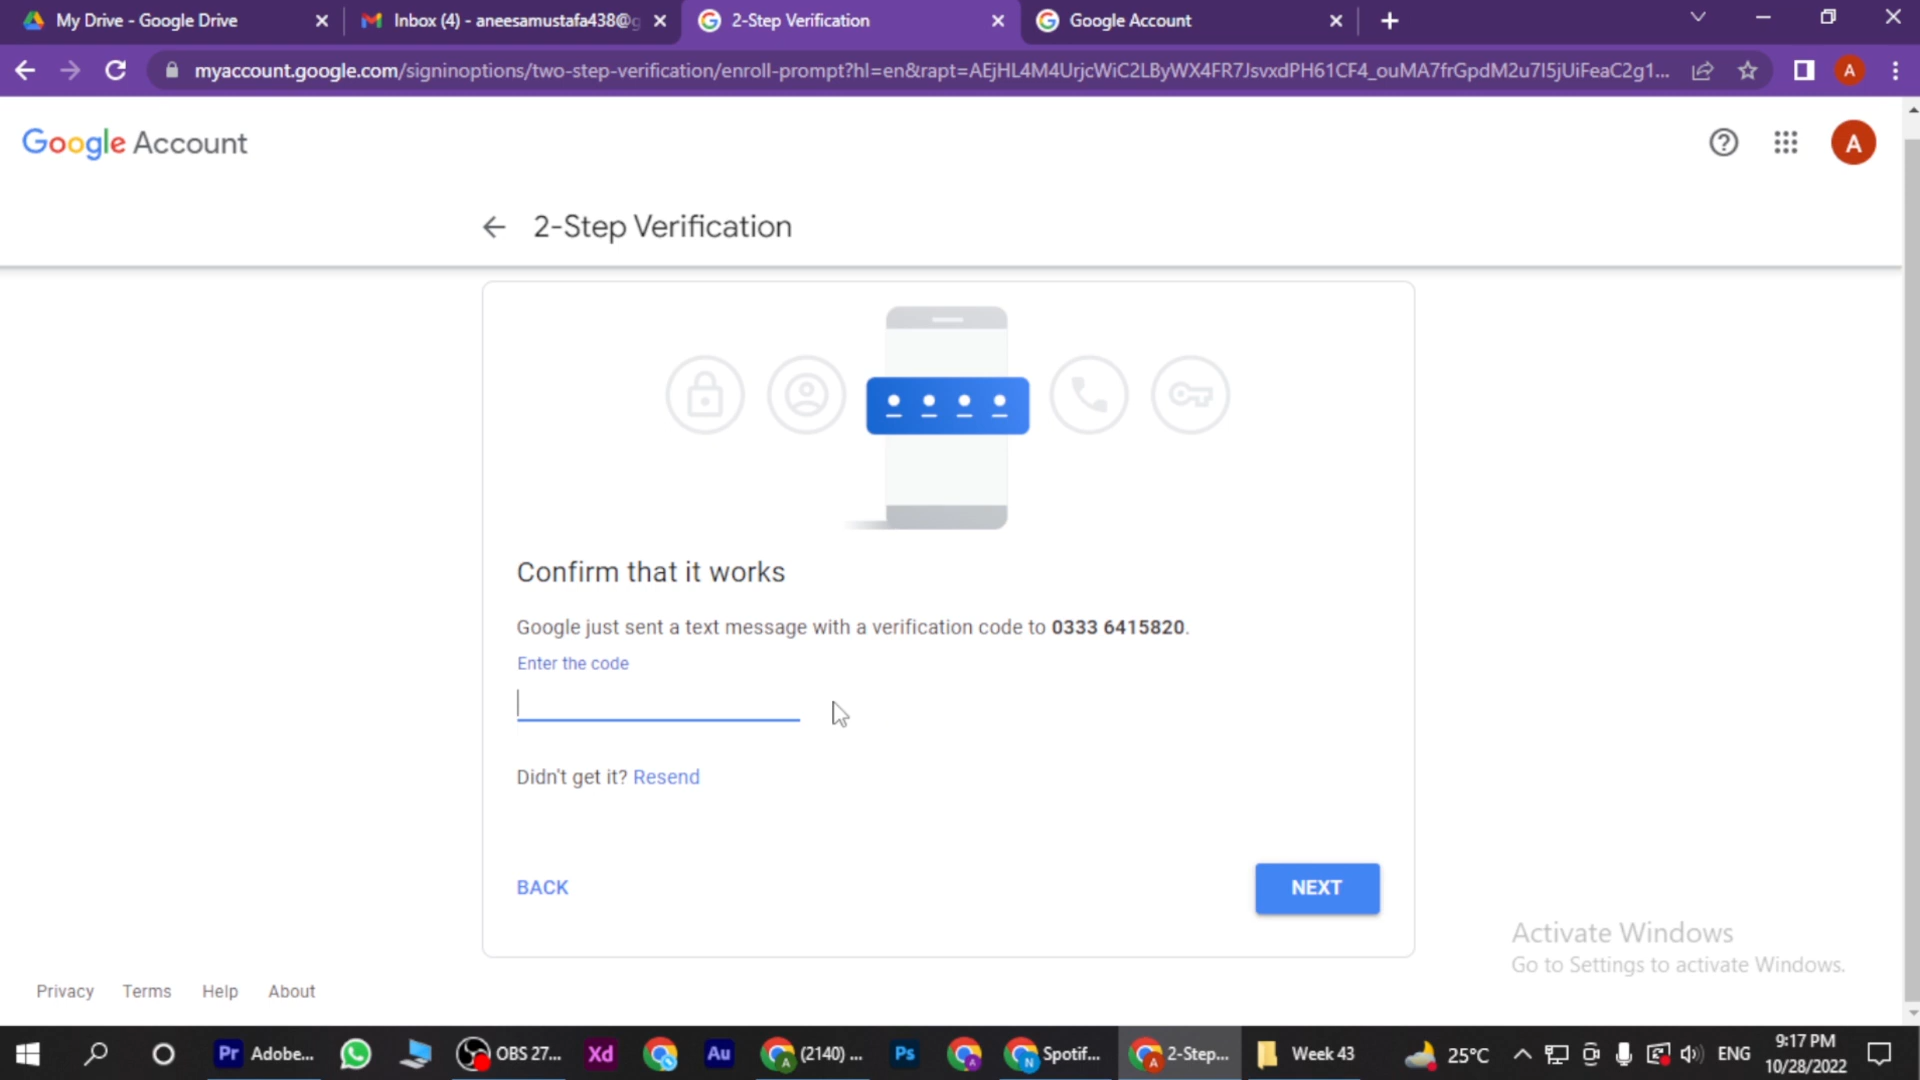 My Drive - Google Drive
Inbox (4) - aneesamustafa438@g
2-Step Verification
Google Account
myaccount.google.com/signinoptions/two-step-verification/enroll-prompt?hl=en&rapt=AEjHL4M4UrjcWiC2LByWX4FR7JsvxdPH61CF4_ouMA7frGpdM2u7I5jUiFeaC2g1...
A
Google Account
A
2-Step Verification
Confirm that it works
Google just sent a text message with a verification code to 0333 6415820.
Enter the code
Didn't get it? Resend
BACK
NEXT
Activate Windows
Go to Settings to activate Windows.
Privacy
Terms
Help
About
Pr
Adobe...
OBS 27...
Xd
Au
(2140) ...
Ps
Spotif...
2-Step...
Week 43
25°C
ENG
9:17 PM
10/28/2022